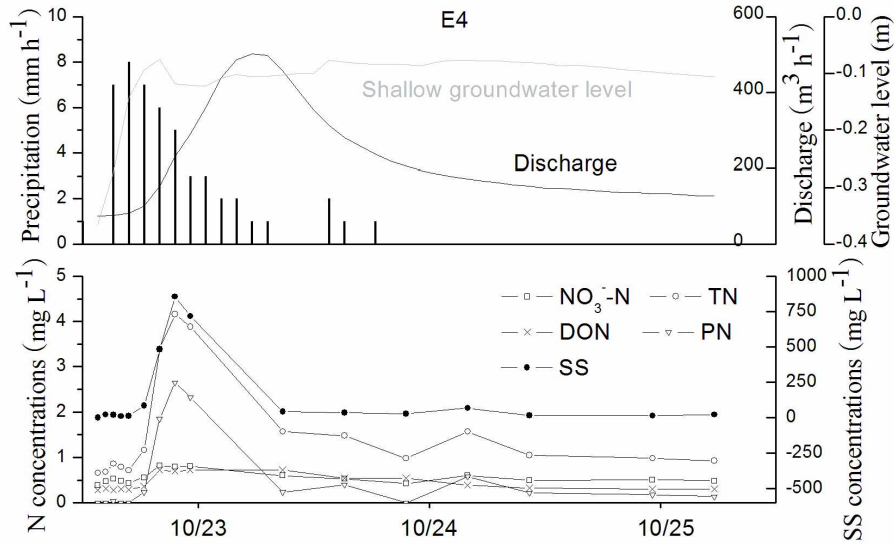 E4
Precipitation (mm h⁻¹)
10
8
6
4
2
0
Shallow groundwater level
Discharge
600
400
200
0
Discharge (m³ h⁻¹)
0.0
-0.1
-0.2
-0.3
-0.4
Groundwater level (m)
N concentrations (mg L⁻¹)
5
4
3
2
1
0
NO₃⁻-N
TN
DON
PN
SS
1000
750
500
250
0
-250
-500
SS concentrations (mg L⁻¹)
10/23
10/24
10/25